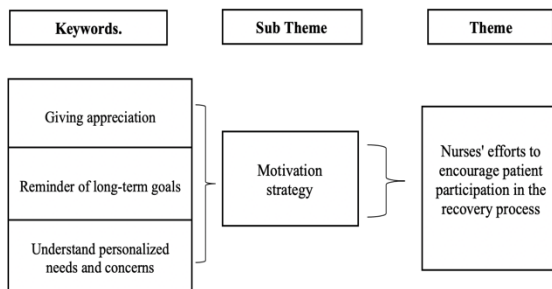 Keywords.
Sub Theme
Theme
Giving appreciation
Reminder of long-term goals
Understand personalized
needs and concerns
Motivation
strategy
Nurses' efforts to
encourage patient
participation in the
recovery process